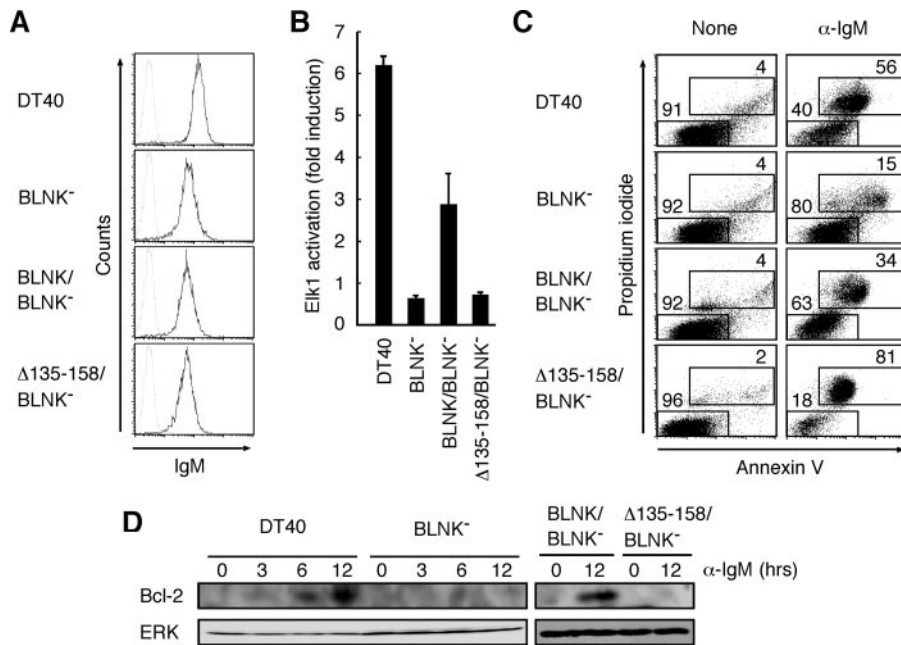 A
DT40
BLNK⁻
BLNK/
BLNK⁻
Δ135-158/
BLNK⁻
Counts
IgM
B
Elk1 activation (fold induction)
7
6
5
4
3
2
1
0
DT40
BLNK⁻
BLNK/BLNK⁻
Δ135-158/BLNK⁻
C
None
α-IgM
DT40
4
91
56
40
BLNK⁻
4
92
15
80
BLNK/
BLNK⁻
4
92
34
63
Δ135-158/
BLNK⁻
2
96
81
18
Propidium iodide
Annexin V
D
DT40
BLNK⁻
BLNK/
BLNK⁻
Δ135-158/
BLNK⁻
0 3 6 12 0 3 6 12 0 12 0 12 α-IgM (hrs)
Bcl-2
ERK